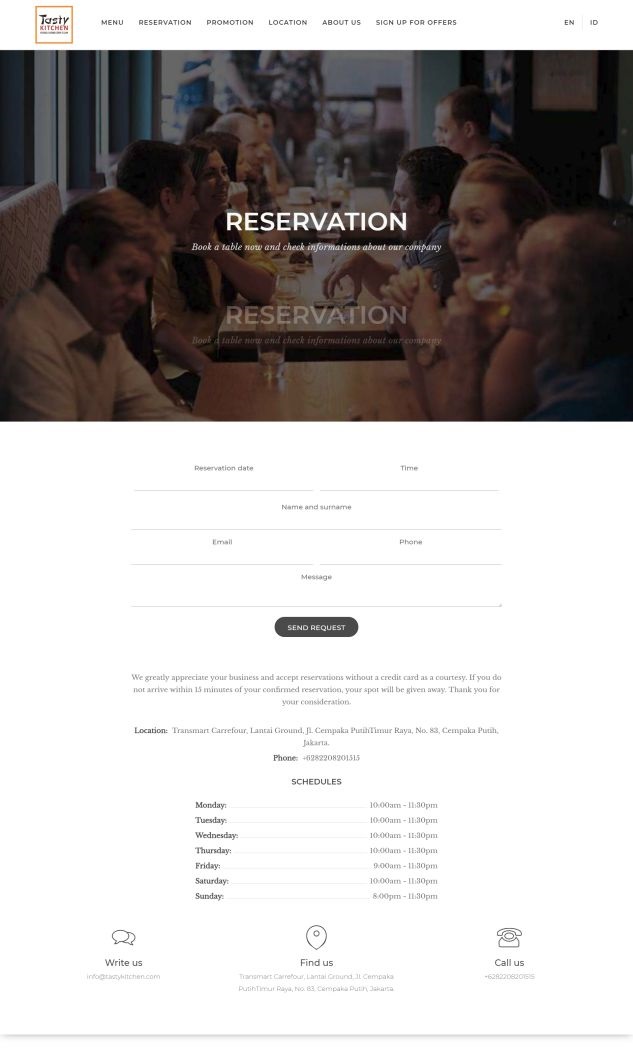 Tasty
KITCHEN
MENU RESERVATION PROMOTION LOCATION ABOUT US SIGN UP FOR OFFERS EN ID
RESERVATION
Book a table now and check informations about our company
RESERVATION
Book a table now and check informations about our company
Reservation date Time
Name and surname
Email Phone
Message
SEND REQUEST
We greatly appreciate your business and accept reservations without a credit card as a courtesy. If you do
not arrive within 15 minutes of your confirmed reservation, your spot will be given away. Thank you for
your consideration.
Location: Transmart Carrefour, Lantai Ground, Jl. Cempaka PutihTimur Raya, No. 83, Cempaka Putih,
Jakarta.
Phone: +6282208201515
SCHEDULES
Monday: 10:00am - 11:30pm
Tuesday: 10:00am - 11:30pm
Wednesday: 10:00am - 11:30pm
Thursday: 10:00am - 11:30pm
Friday: 9:00am - 11:30pm
Saturday: 10:00am - 11:30pm
Sunday: 8:00pm - 11:30pm
Write us Find us Call us
info@tastykitchen.com Transmart Carrefour, Lantai Ground, Jl. Cempaka +6282208201515
PutihTimur Raya, No. 83, Cempaka Putih, Jakarta.